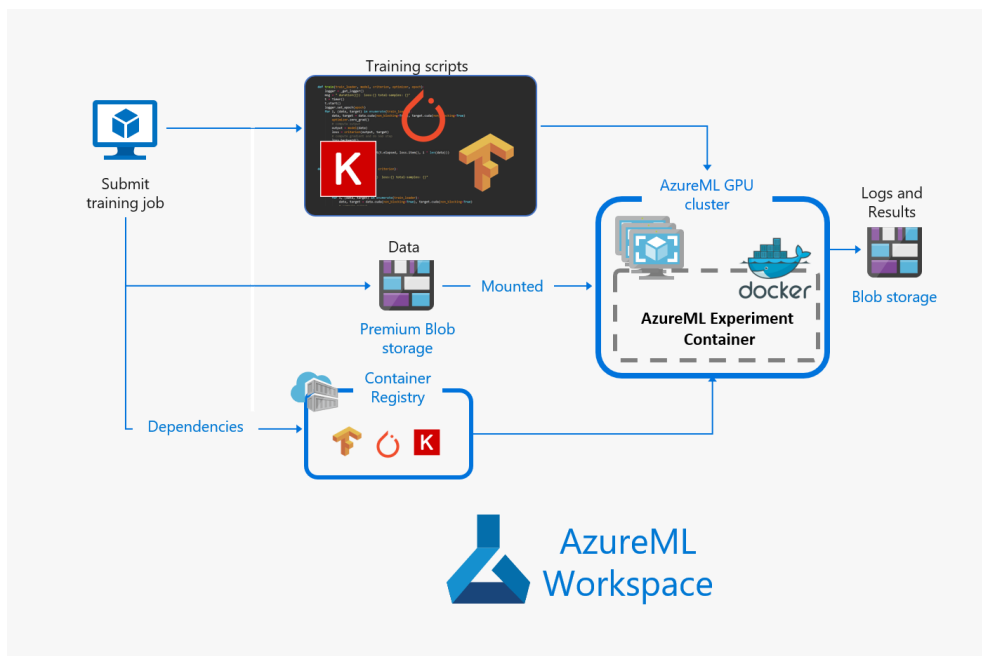 Training scripts
K
Submit
training job
AzureML GPU
cluster
Logs and
Results
Data
docker
Mounted
Blob storage
AzureML Experiment
Container
Premium Blob
storage
Container
Registry
Dependencies
K
AzureML
Workspace